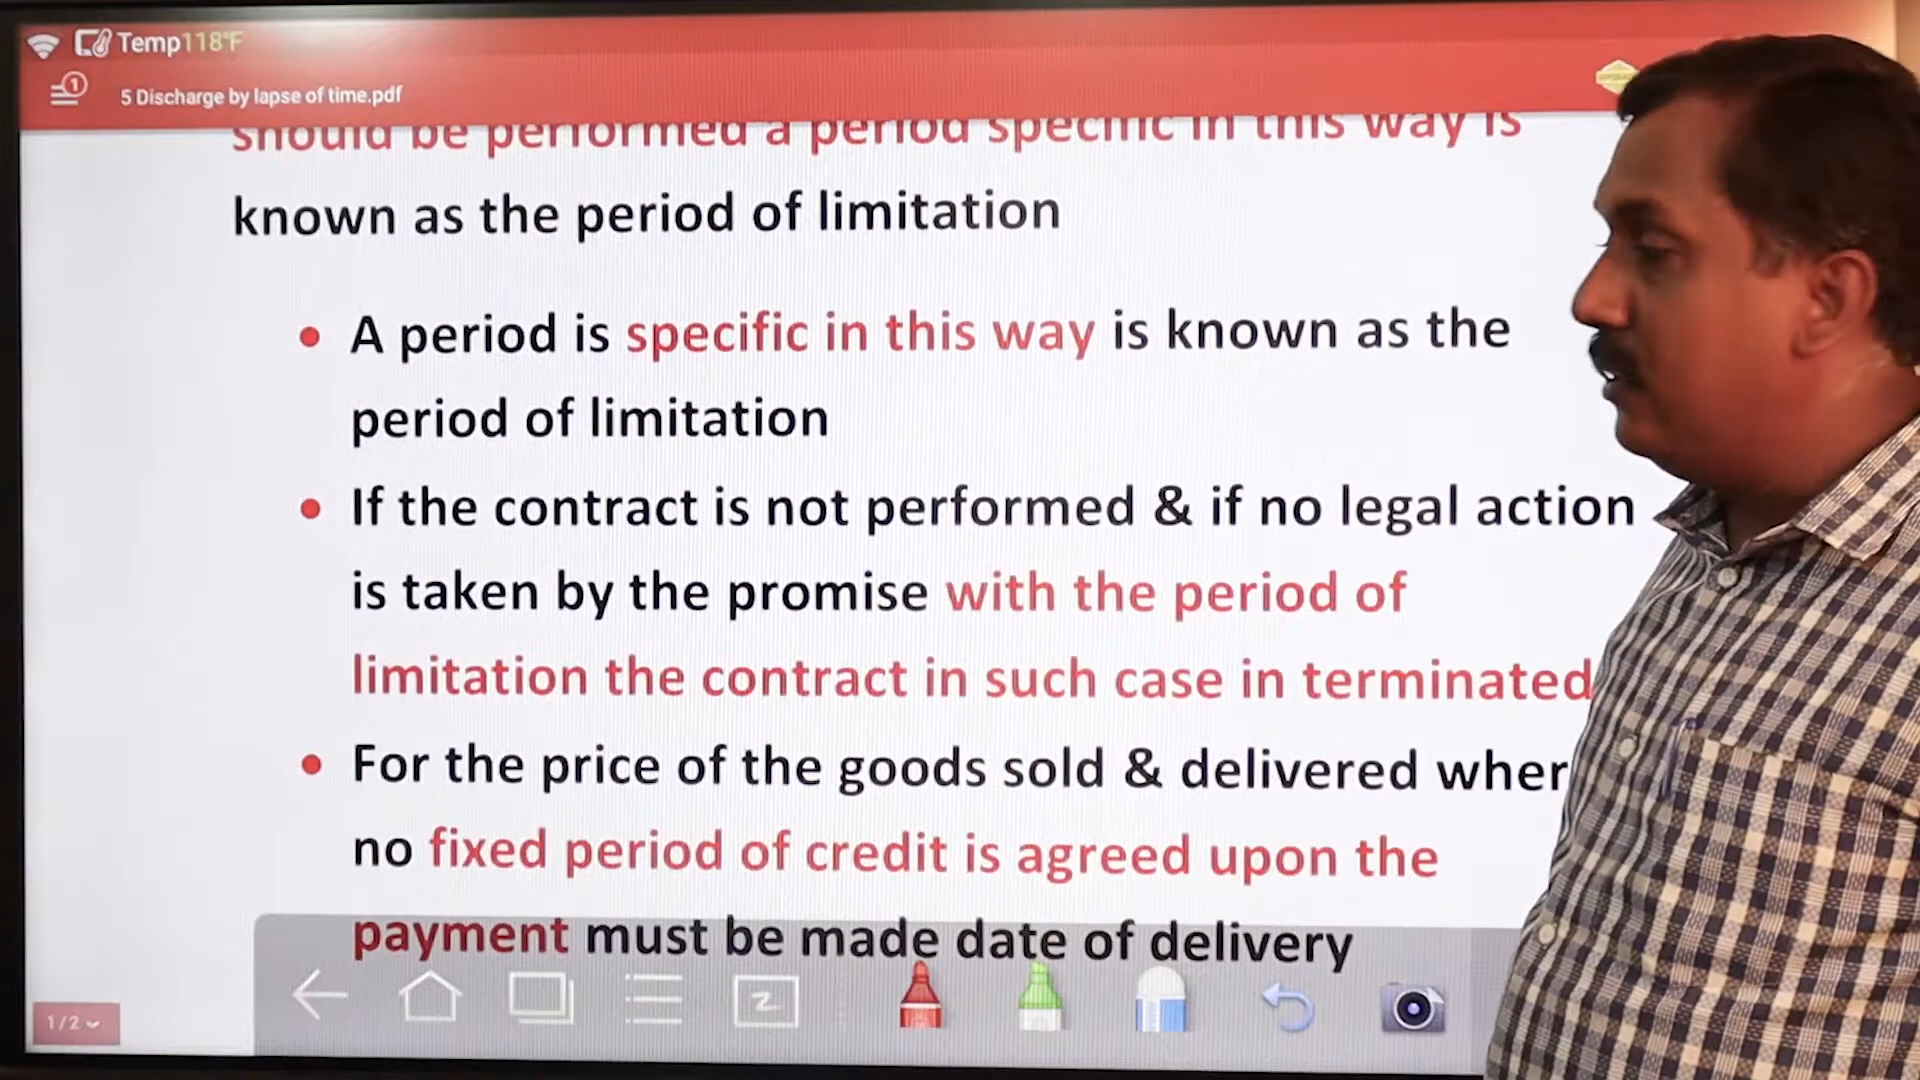 Temp118°F
1
5 Discharge by lapse of time.pdf
should be performed a period specific in this way is
known as the period of limitation
• A period is specific in this way is known as the
period of limitation
• If the contract is not performed & if no legal action
is taken by the promise with the period of
limitation the contract in such case in terminated
• For the price of the goods sold & delivered wher
no fixed period of credit is agreed upon the
payment must be made date of delivery
1/2